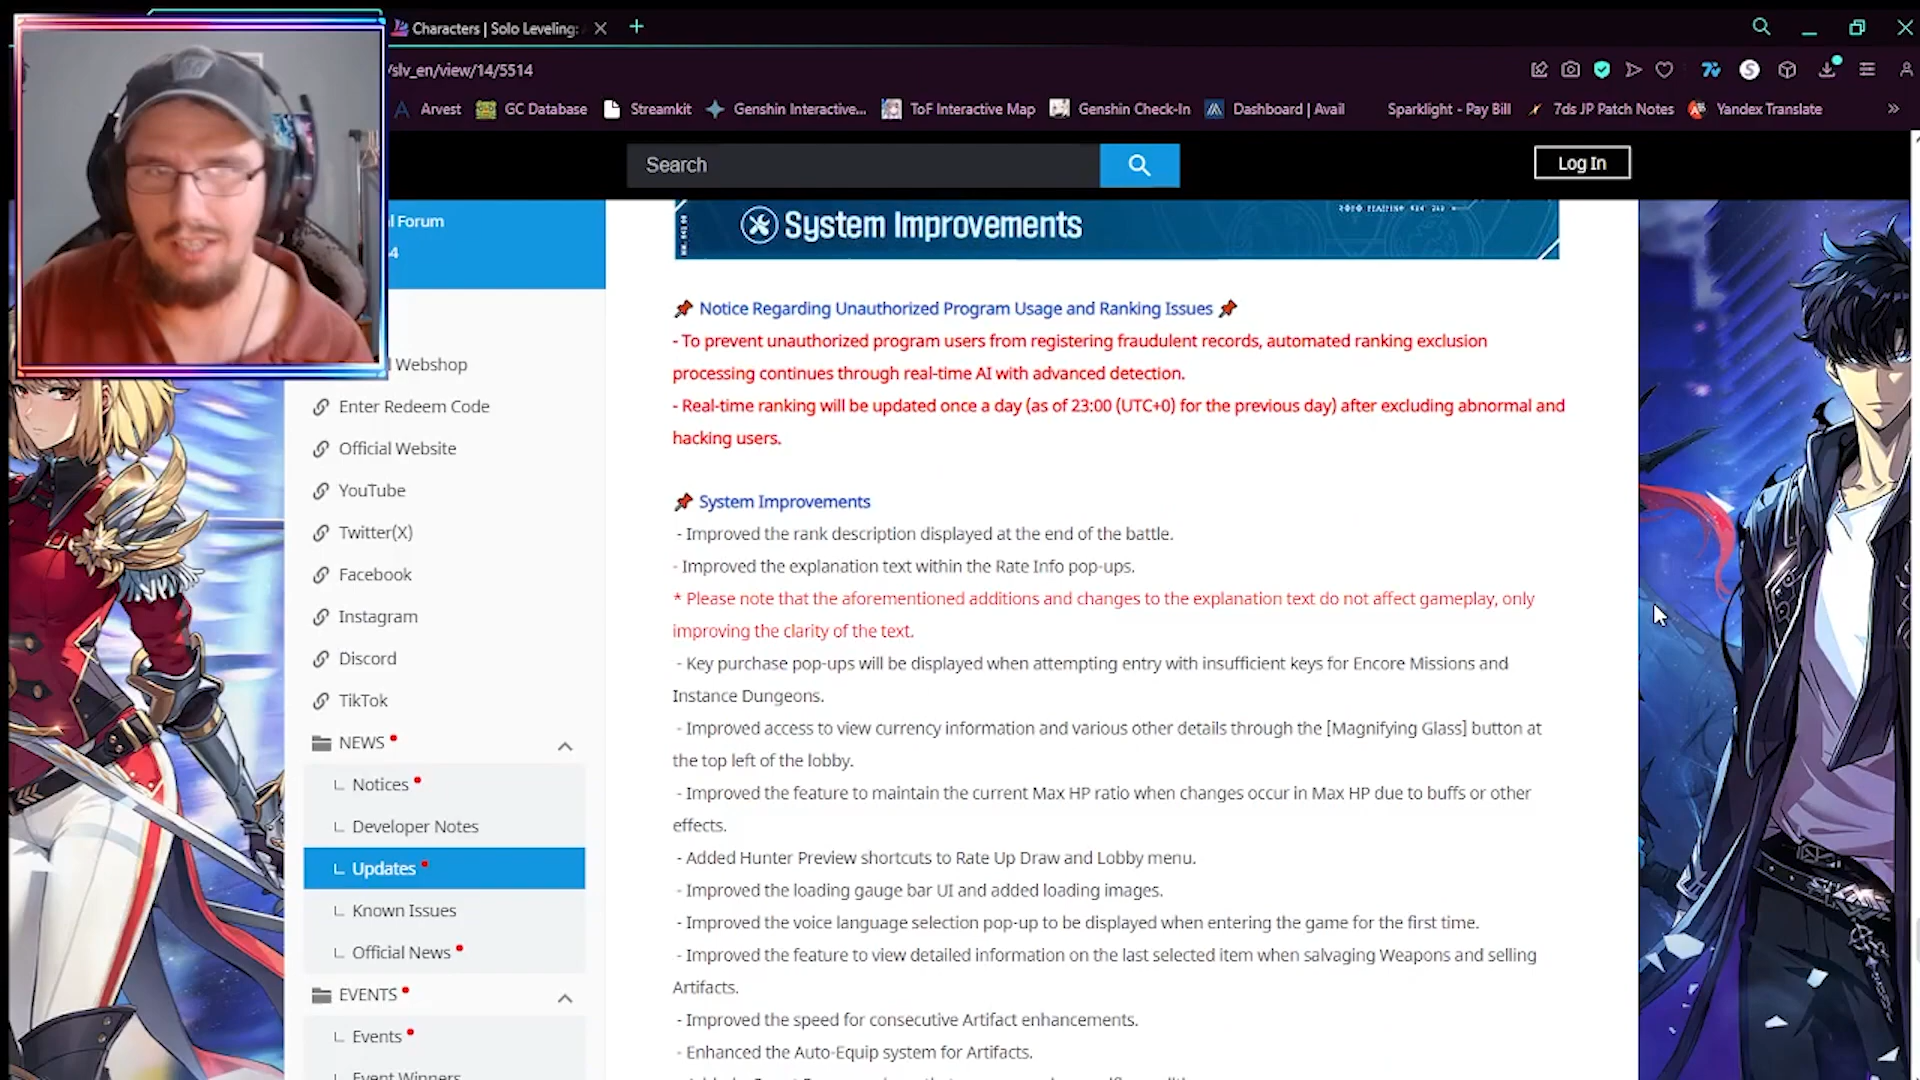 Characters | Solo Leveling:
/slv_en/view/14/5514
Arvest
GC Database
Streamkit
Genshin Interactive...
ToF Interactive Map
Genshin Check-In
Dashboard | Avail
Sparklight - Pay Bill
7ds JP Patch Notes
Yandex Translate
Search
Log In
l Forum
4
Webshop
Enter Redeem Code
Official Website
YouTube
Twitter(X)
Facebook
Instagram
Discord
TikTok
NEWS
Notices
Developer Notes
Updates
Known Issues
Official News
EVENTS
Events
Event Winners
System Improvements
Notice Regarding Unauthorized Program Usage and Ranking Issues
- To prevent unauthorized program users from registering fraudulent records, automated ranking exclusion
processing continues through real-time AI with advanced detection.
- Real-time ranking will be updated once a day (as of 23:00 (UTC+0) for the previous day) after excluding abnormal and
hacking users.
System Improvements
- Improved the rank description displayed at the end of the battle.
- Improved the explanation text within the Rate Info pop-ups.
* Please note that the aforementioned additions and changes to the explanation text do not affect gameplay, only
improving the clarity of the text.
- Key purchase pop-ups will be displayed when attempting entry with insufficient keys for Encore Missions and
Instance Dungeons.
- Improved access to view currency information and various other details through the [Magnifying Glass] button at
the top left of the lobby.
- Improved the feature to maintain the current Max HP ratio when changes occur in Max HP due to buffs or other
effects.
- Added Hunter Preview shortcuts to Rate Up Draw and Lobby menu.
- Improved the loading gauge bar UI and added loading images.
- Improved the voice language selection pop-up to be displayed when entering the game for the first time.
- Improved the feature to view detailed information on the last selected item when salvaging Weapons and selling
Artifacts.
- Improved the speed for consecutive Artifact enhancements.
- Enhanced the Auto-Equip system for Artifacts.